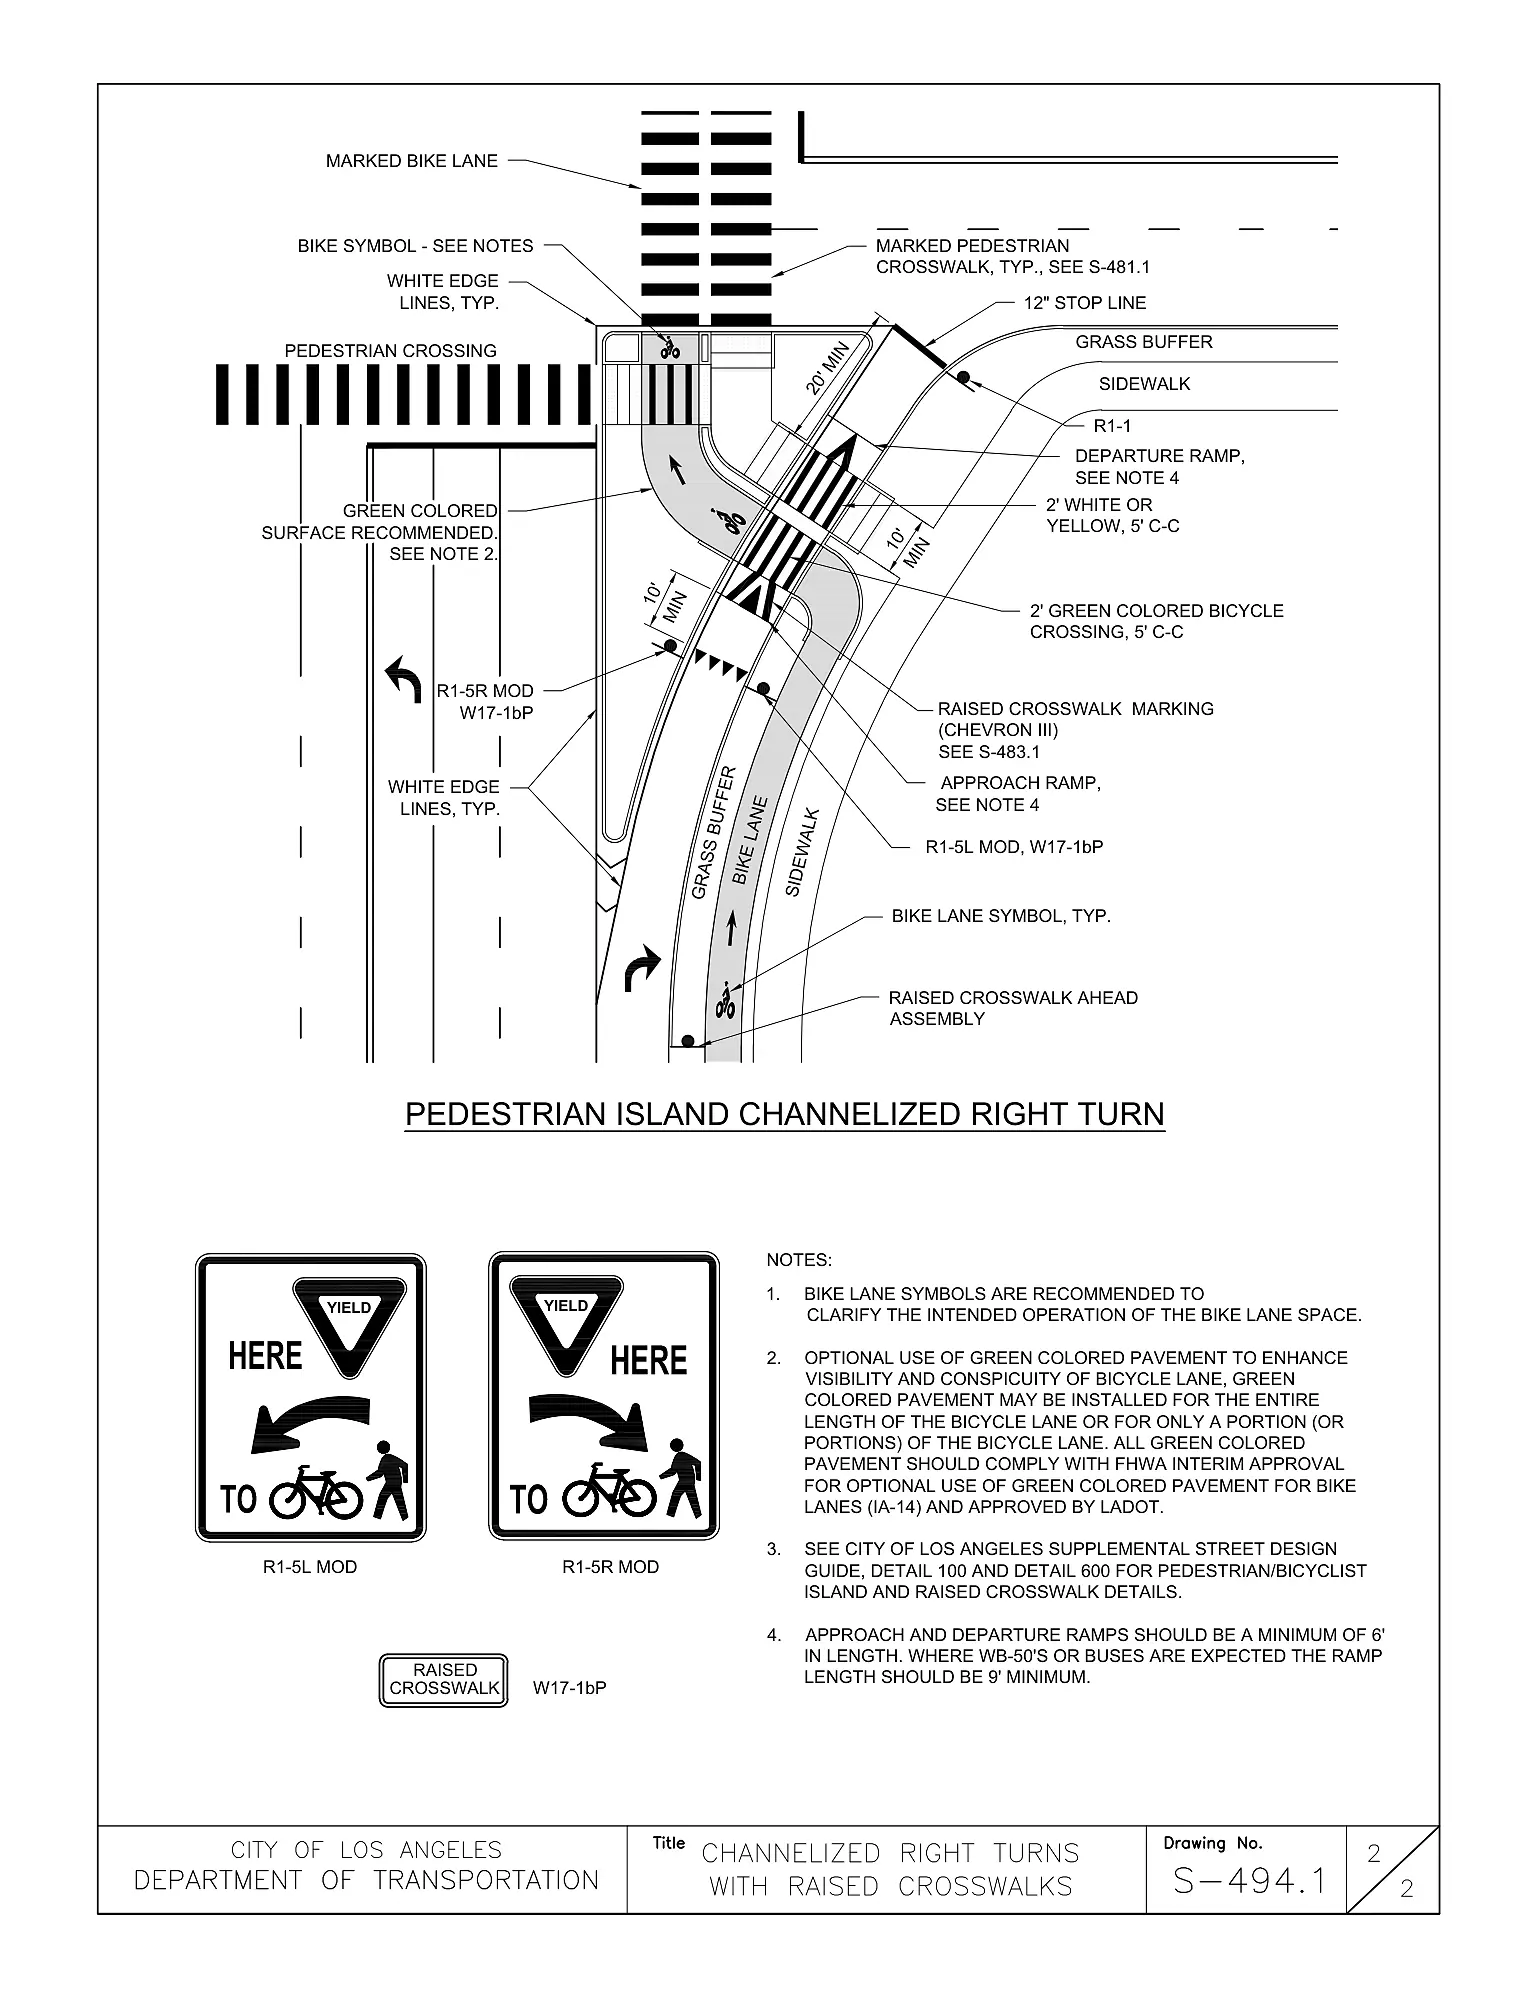 MARKED BIKE LANE
BIKE SYMBOL - SEE NOTES
WHITE EDGE
LINES, TYP.
PEDESTRIAN CROSSING
MARKED PEDESTRIAN
CROSSWALK, TYP., SEE S-481.1
12" STOP LINE
GRASS BUFFER
SIDEWALK
20' MIN
R1-1
DEPARTURE RAMP,
SEE NOTE 4
2' WHITE OR
YELLOW, 5' C-C
10'
MIN
GREEN COLORED
SURFACE RECOMMENDED.
SEE NOTE 2.
10'
MIN
2' GREEN COLORED BICYCLE
CROSSING, 5' C-C
R1-5R MOD
W17-1bP
RAISED CROSSWALK MARKING
(CHEVRON III)
SEE S-483.1
WHITE EDGE
LINES, TYP.
APPROACH RAMP,
SEE NOTE 4
R1-5L MOD, W17-1bP
GRASS BUFFER
BIKE LANE
SIDEWALK
BIKE LANE SYMBOL, TYP.
RAISED CROSSWALK AHEAD
ASSEMBLY
PEDESTRIAN ISLAND CHANNELIZED RIGHT TURN
YIELD
HERE
TO
R1-5L MOD
YIELD
HERE
TO
R1-5R MOD
RAISED
CROSSWALK
W17-1bP
NOTES:
1. BIKE LANE SYMBOLS ARE RECOMMENDED TO
CLARIFY THE INTENDED OPERATION OF THE BIKE LANE SPACE.
2. OPTIONAL USE OF GREEN COLORED PAVEMENT TO ENHANCE
VISIBILITY AND CONSPICUITY OF BICYCLE LANE, GREEN
COLORED PAVEMENT MAY BE INSTALLED FOR THE ENTIRE
LENGTH OF THE BICYCLE LANE OR FOR ONLY A PORTION (OR
PORTIONS) OF THE BICYCLE LANE. ALL GREEN COLORED
PAVEMENT SHOULD COMPLY WITH FHWA INTERIM APPROVAL
FOR OPTIONAL USE OF GREEN COLORED PAVEMENT FOR BIKE
LANES (IA-14) AND APPROVED BY LADOT.
3. SEE CITY OF LOS ANGELES SUPPLEMENTAL STREET DESIGN
GUIDE, DETAIL 100 AND DETAIL 600 FOR PEDESTRIAN/BICYCLIST
ISLAND AND RAISED CROSSWALK DETAILS.
4. APPROACH AND DEPARTURE RAMPS SHOULD BE A MINIMUM OF 6'
IN LENGTH. WHERE WB-50'S OR BUSES ARE EXPECTED THE RAMP
LENGTH SHOULD BE 9' MINIMUM.
CITY OF LOS ANGELES
DEPARTMENT OF TRANSPORTATION
Title CHANNELIZED RIGHT TURNS
WITH RAISED CROSSWALKS
Drawing No.
S-494.1
2
2